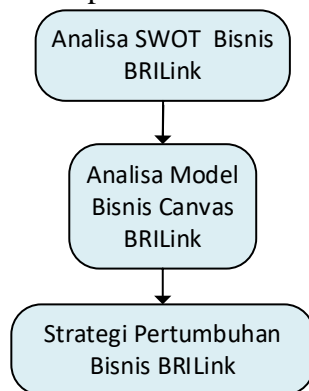 Analisa SWOT Bisnis
BRILink
Analisa Model
Bisnis Canvas
BRILink
Strategi Pertumbuhan
Bisnis BRILink